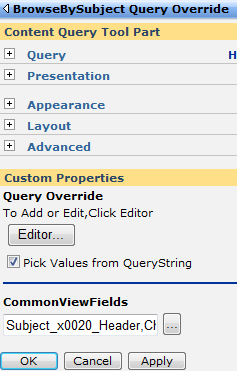 BrowseBySubject Query Override
Content Query Tool Part
Query H
Presentation
Appearance
Layout
Advanced
Custom Properties
Query Override
To Add or Edit,Click Editor
Editor...
Pick Values from QueryString
CommonViewFields
Subject_x0020_Header,Ch ...
OK Cancel Apply